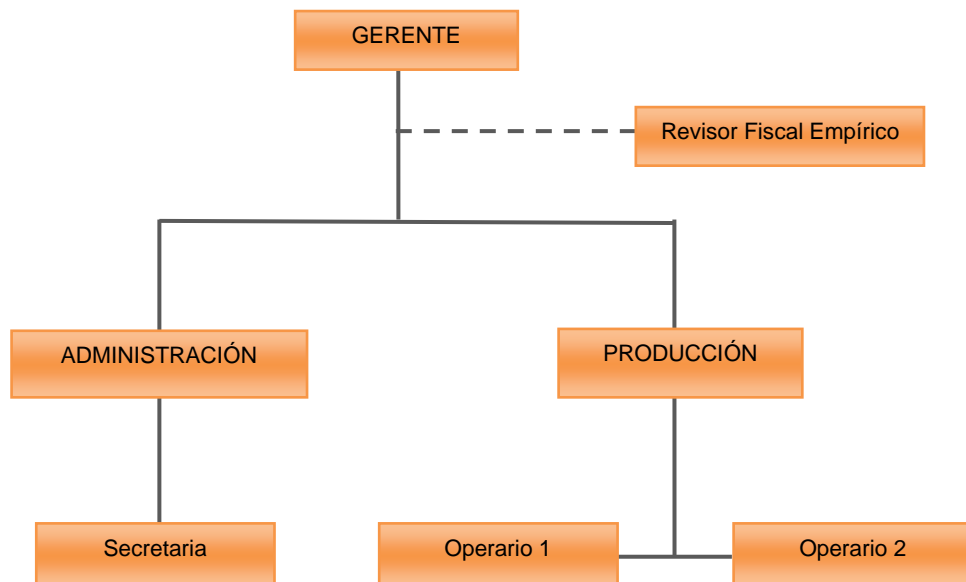 GERENTE
Revisor Fiscal Empírico
ADMINISTRACIÓN
PRODUCCIÓN
Secretaria
Operario 1
Operario 2